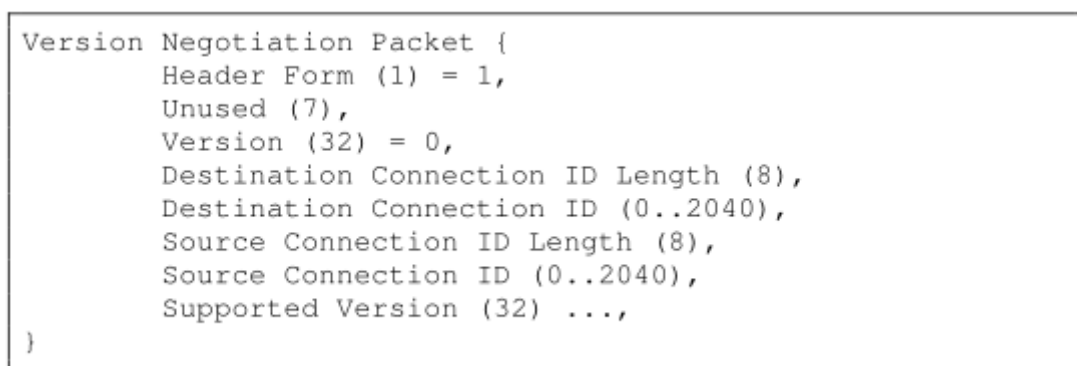 Version Negotiation Packet {
        Header Form (1) = 1,
        Unused (7),
        Version (32) = 0,
        Destination Connection ID Length (8),
        Destination Connection ID (0..2040),
        Source Connection ID Length (8),
        Source Connection ID (0..2040),
        Supported Version (32) ...,
}